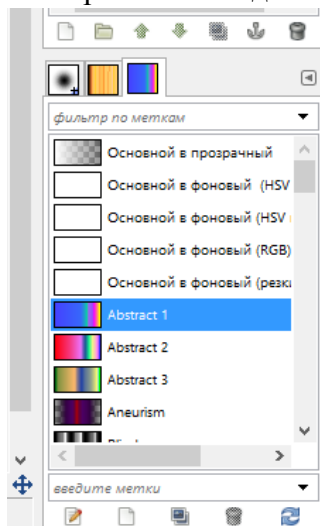 фильтр по меткам
Основной в прозрачный
Основной в фоновый (HSV
Основной в фоновый (HSV
Основной в фоновый (RGB)
Основной в фоновый (резк
Abstract 1
Abstract 2
Abstract 3
Aneurism
введите метки